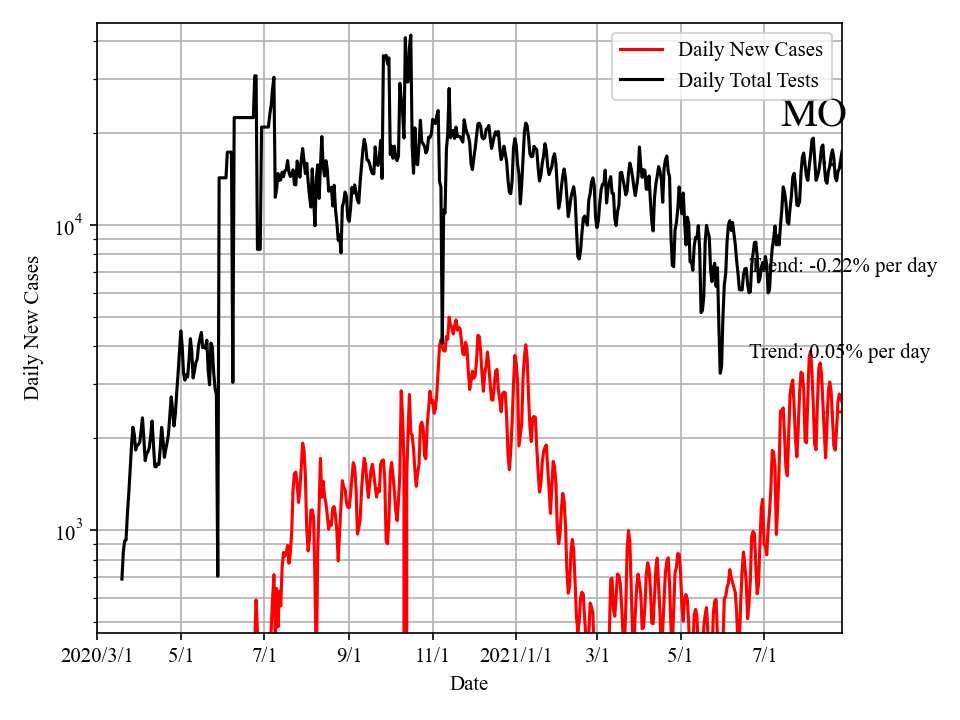 Daily New Cases
Daily Total Tests
MO
10^4
Trend: -0.22% per day
Daily New Cases
Trend: 0.05% per day
10^3
2020/3/1 5/1 7/1 9/1 11/1 2021/1/1 3/1 5/1 7/1
Date